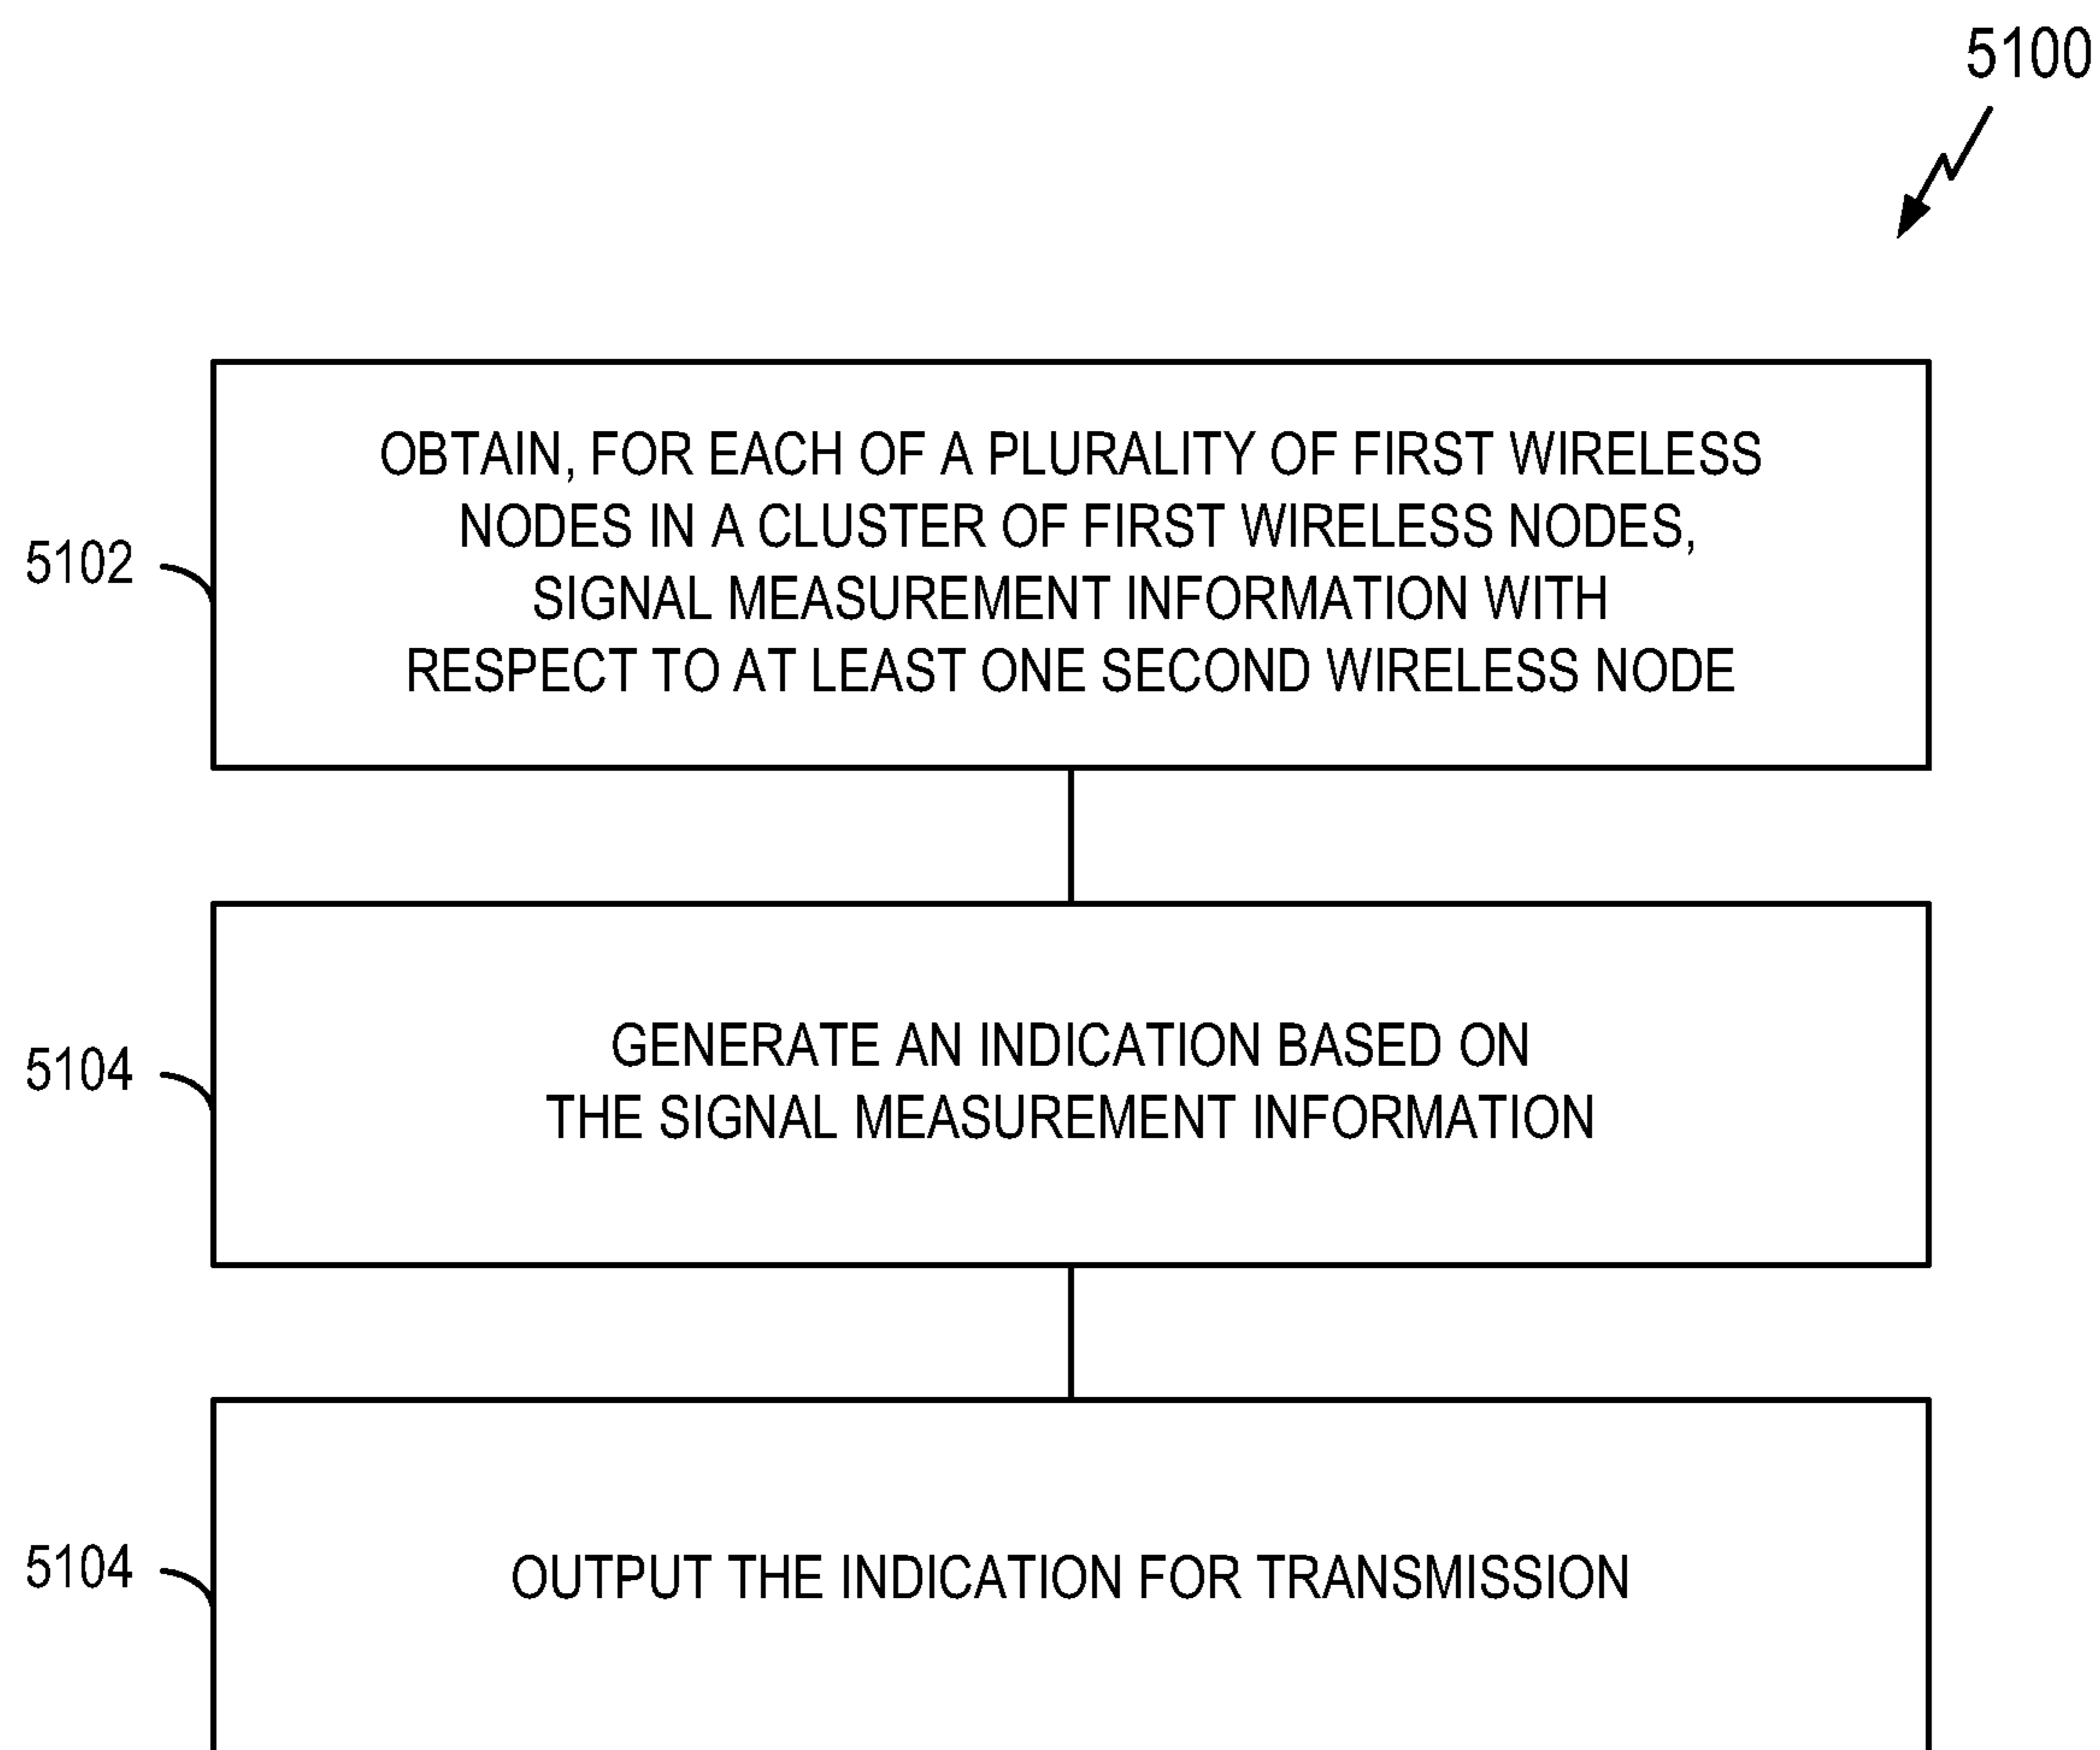 5100
OBTAIN, FOR EACH OF A PLURALITY OF FIRST WIRELESS
NODES IN A CLUSTER OF FIRST WIRELESS NODES,
SIGNAL MEASUREMENT INFORMATION WITH
RESPECT TO AT LEAST ONE SECOND WIRELESS NODE
5102
GENERATE AN INDICATION BASED ON
THE SIGNAL MEASUREMENT INFORMATION
5104
OUTPUT THE INDICATION FOR TRANSMISSION
5104